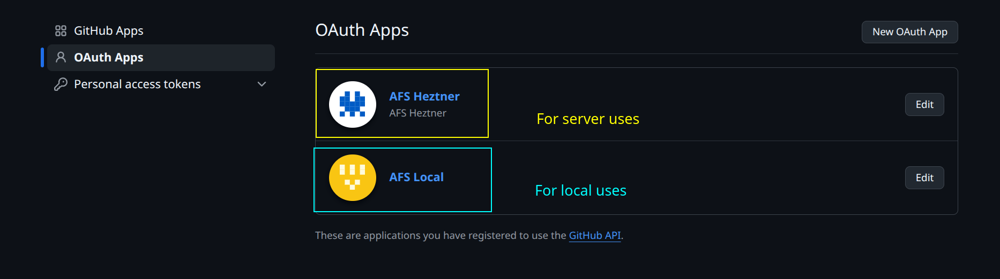 GitHub Apps
OAuth Apps
Personal access tokens
OAuth Apps
New OAuth App
AFS Heztner
AFS Heztner
For server uses
Edit
AFS Local
For local uses
Edit
These are applications you have registered to use the GitHub API.